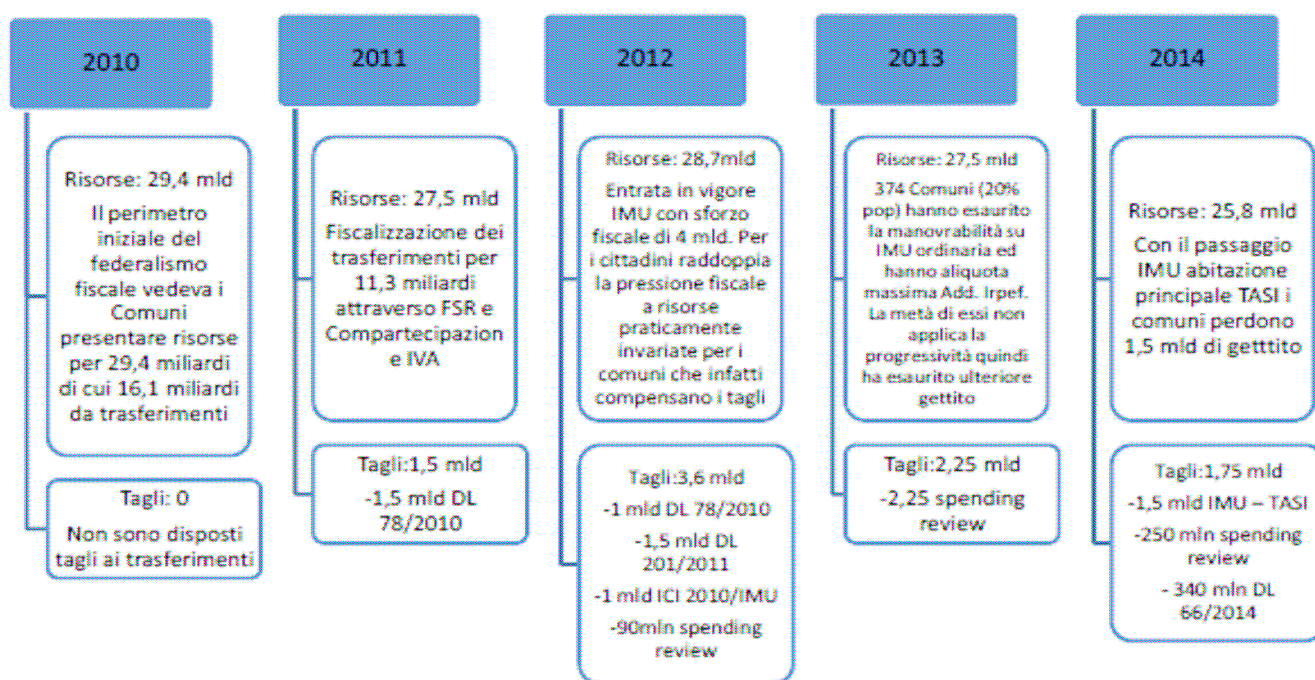 2010
Risorse: 29,4 mld
Il perimetro
iniziale del
federalismo
fiscale vedeva i
Comuni
presentare risorse
per 29,4 miliardi
di cui 16,1 miliardi
da trasferimenti
Tagli: 0
Non sono disposti
tagli ai trasferimenti
2011
Risorse: 27,5 mld
Fiscalizzazione dei
trasferimenti per
11,3 miliardi
attraverso FSR e
Compartecipazion
e IVA
Tagli:1,5 mld
-1,5 mld DL
78/2010
2012
Risorse: 28,7mld
Entrata in vigore
IMU con sforzo
fiscale di 4 mld. Per
i cittadini raddoppia
la pressione fiscale
a risorse
praticamente
invariate per i
comuni che infatti
compensano i tagli
Tagli:3,6 mld
-1 mld DL 78/2010
-1,5 mld DL
201/2011
-1 mld ICI 2010/IMU
-90mln spending
review
2013
Risorse: 27,5 mld
374 Comuni (20%
pop) hanno esaurito
la manovrabilità su
IMU ordinaria ed
hanno aliquota
massima Add. Irpef.
La metà di essi non
applica la
progressività quindi
ha esaurito ulteriore
gettito
Tagli:2,25 mld
-2,25 spending
review
2014
Risorse: 25,8 mld
Con il passaggio
IMU abitazione
principale TASI i
comuni perdono
1,5 mld di getttito
Tagli:1,75 mld
-1,5 mld IMU – TASI
-250 mln spending
review
- 340 mln DL
66/2014